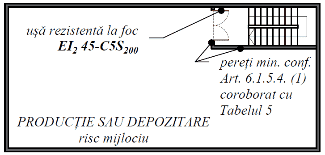 ușă rezistentă la foc
EI2 45-C5S200
pereți min. conf.
Art. 6.1.5.4. (1)
coroborat cu
Tabelul 5
PRODUCȚIE SAU DEPOZITARE
risc mijlociu